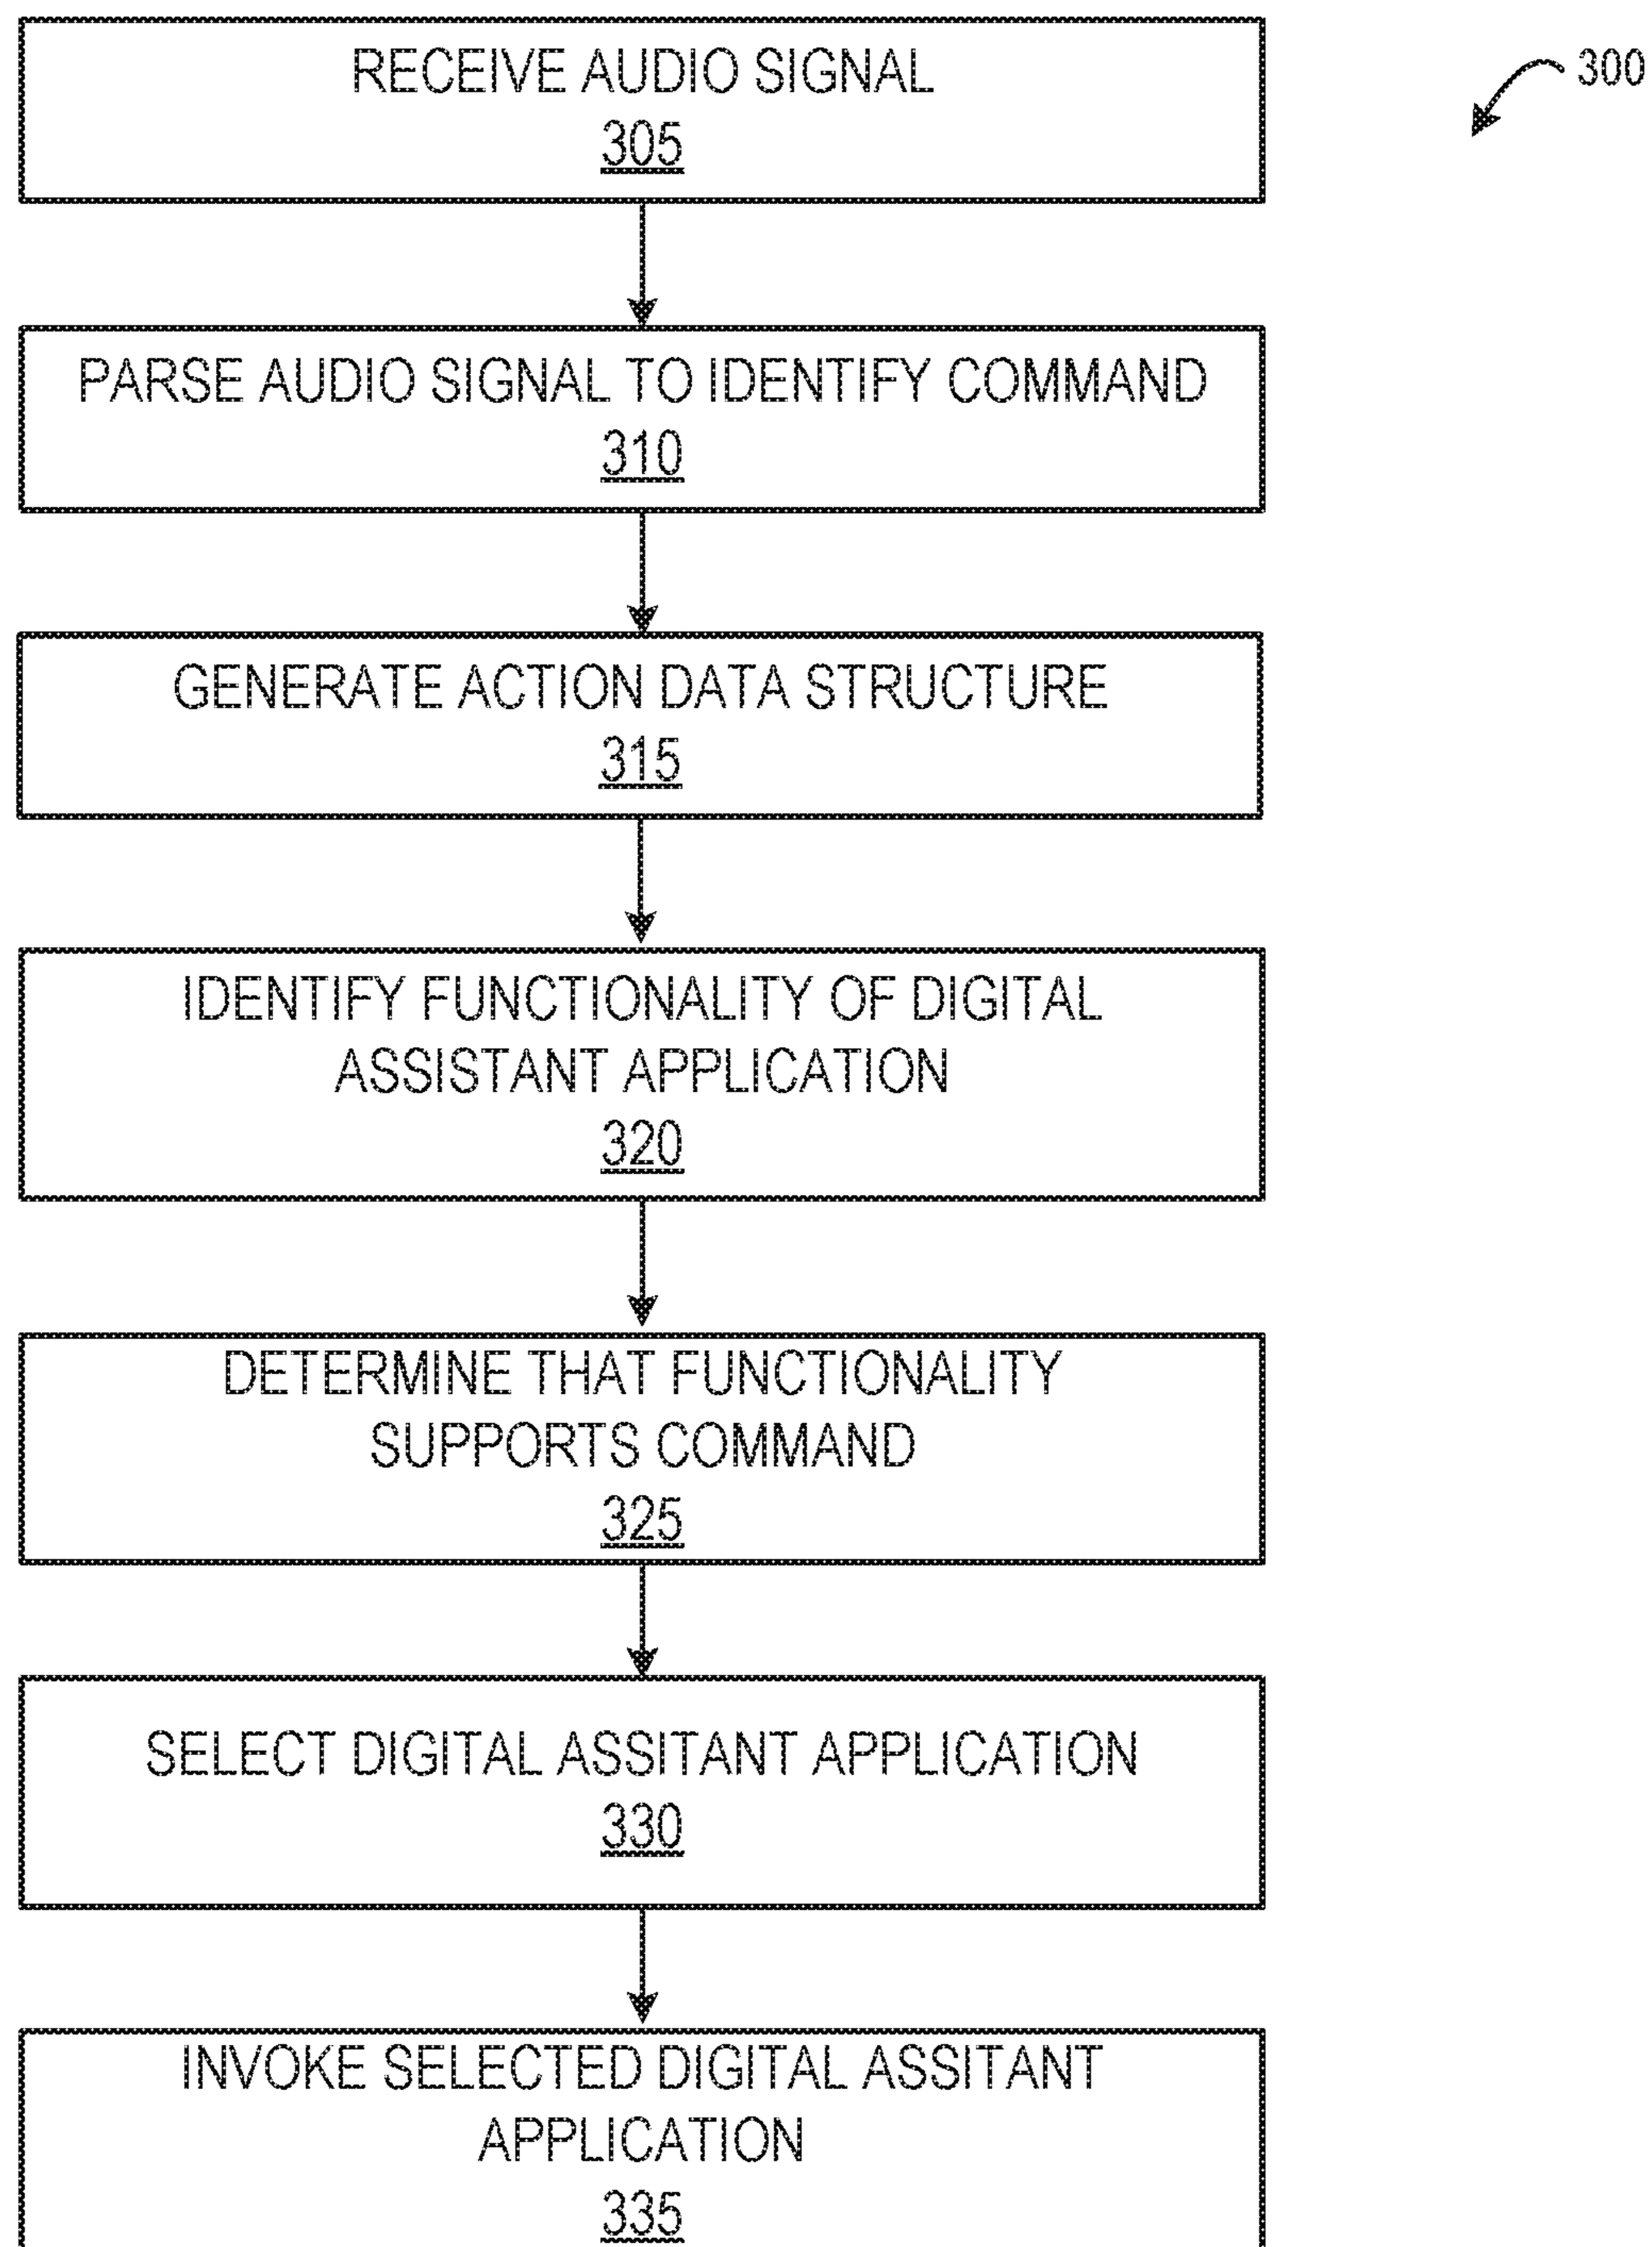 RECEIVE AUDIO SIGNAL
305
300
PARSE AUDIO SIGNAL TO IDENTIFY COMMAND
310
GENERATE ACTION DATA STRUCTURE
315
IDENTIFY FUNCTIONALITY OF DIGITAL
ASSISTANT APPLICATION
320
DETERMINE THAT FUNCTIONALITY
SUPPORTS COMMAND
325
SELECT DIGITAL ASSITANT APPLICATION
330
INVOKE SELECTED DIGITAL ASSITANT
APPLICATION
335